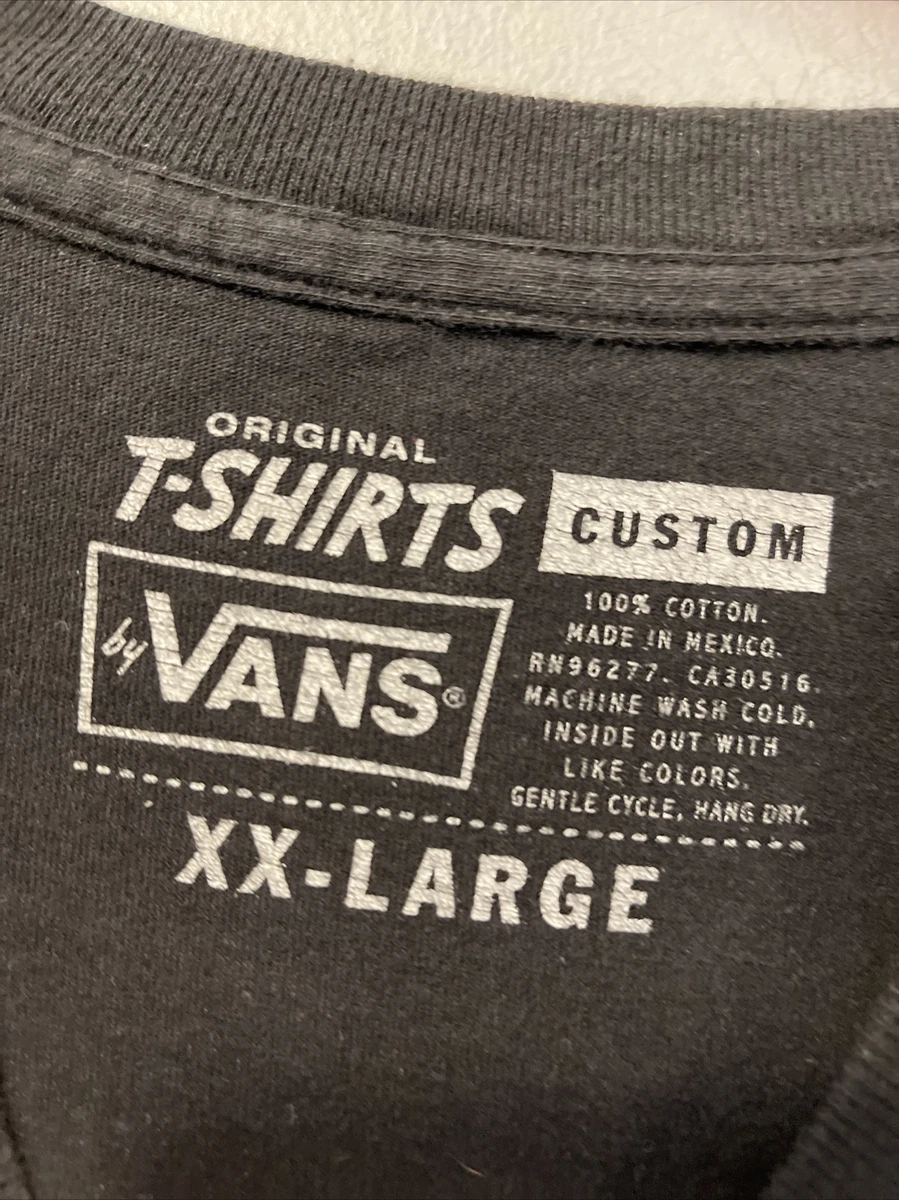 ORIGINAL
T-SHIRTS
by VANS®
CUSTOM
100% COTTON.
MADE IN MEXICO.
RN96277. CA30516.
MACHINE WASH COLD,
INSIDE OUT WITH
LIKE COLORS.
GENTLE CYCLE, HANG DRY.
XX-LARGE